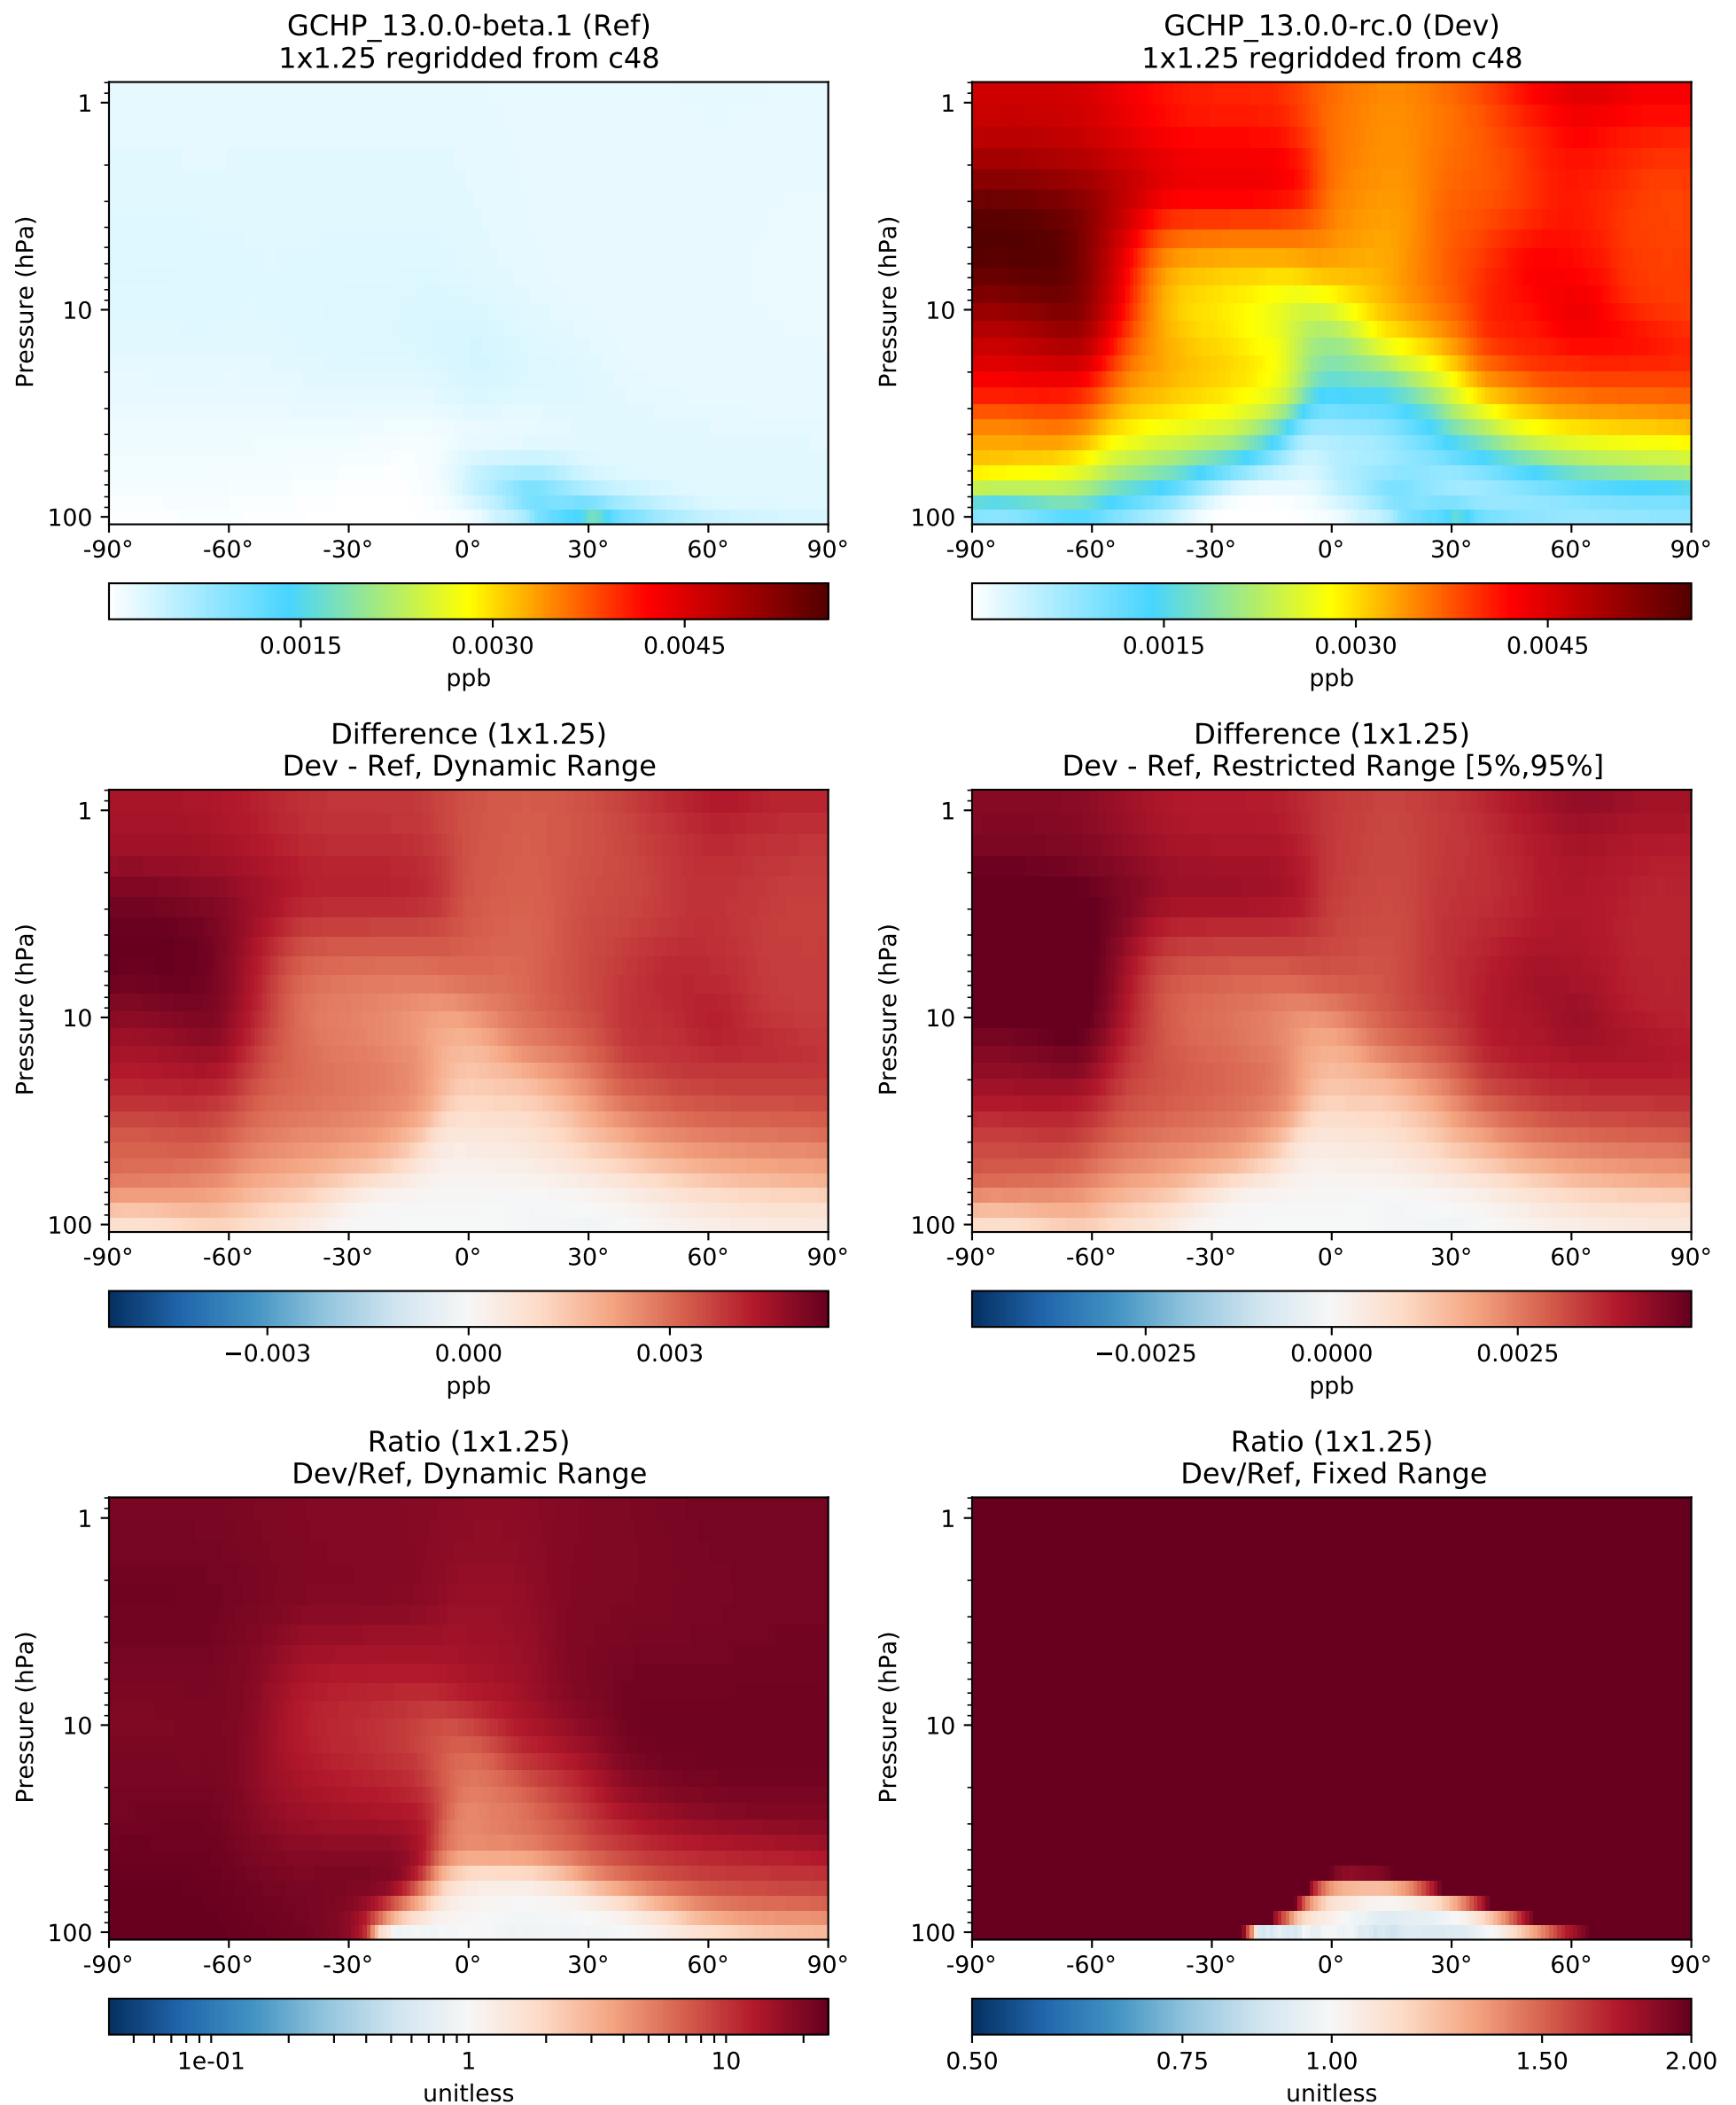 GCHP_13.0.0-beta.1 (Ref)
1x1.25 regridded from c48
Pressure (hPa)
1
10
100
-90° -60° -30° 0° 30° 60° 90°
0.0015 0.0030 0.0045
ppb
GCHP_13.0.0-rc.0 (Dev)
1x1.25 regridded from c48
Pressure (hPa)
1
10
100
-90° -60° -30° 0° 30° 60° 90°
0.0015 0.0030 0.0045
ppb
Difference (1x1.25)
Dev - Ref, Dynamic Range
Pressure (hPa)
1
10
100
-90° -60° -30° 0° 30° 60° 90°
−0.003 0.000 0.003
ppb
Difference (1x1.25)
Dev - Ref, Restricted Range [5%,95%]
Pressure (hPa)
1
10
100
-90° -60° -30° 0° 30° 60° 90°
−0.0025 0.0000 0.0025
ppb
Ratio (1x1.25)
Dev/Ref, Dynamic Range
Pressure (hPa)
1
10
100
-90° -60° -30° 0° 30° 60° 90°
1e-01 1 10
unitless
Ratio (1x1.25)
Dev/Ref, Fixed Range
Pressure (hPa)
1
10
100
-90° -60° -30° 0° 30° 60° 90°
0.50 0.75 1.00 1.50 2.00
unitless